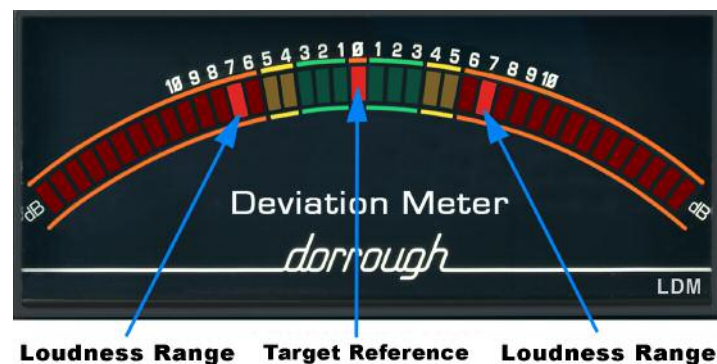 10 9 8 7 6 5 4 3 2 1 0 1 2 3 4 5 6 7 8 9 10
dB dB
Deviation Meter
dorrough
LDM
Loudness Range Target Reference Loudness Range